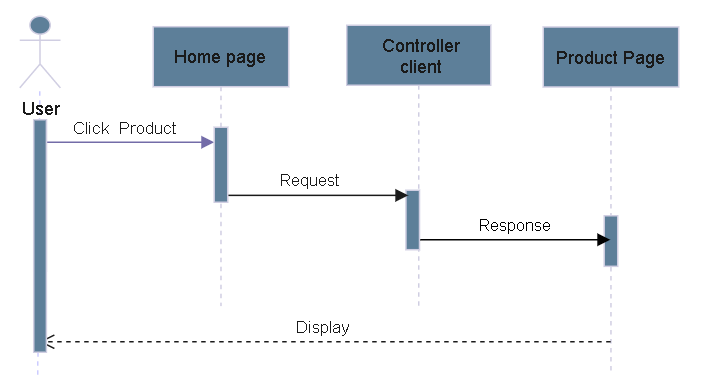 Home page
Controller
client
Product Page
User
Click Product
Request
Response
Display